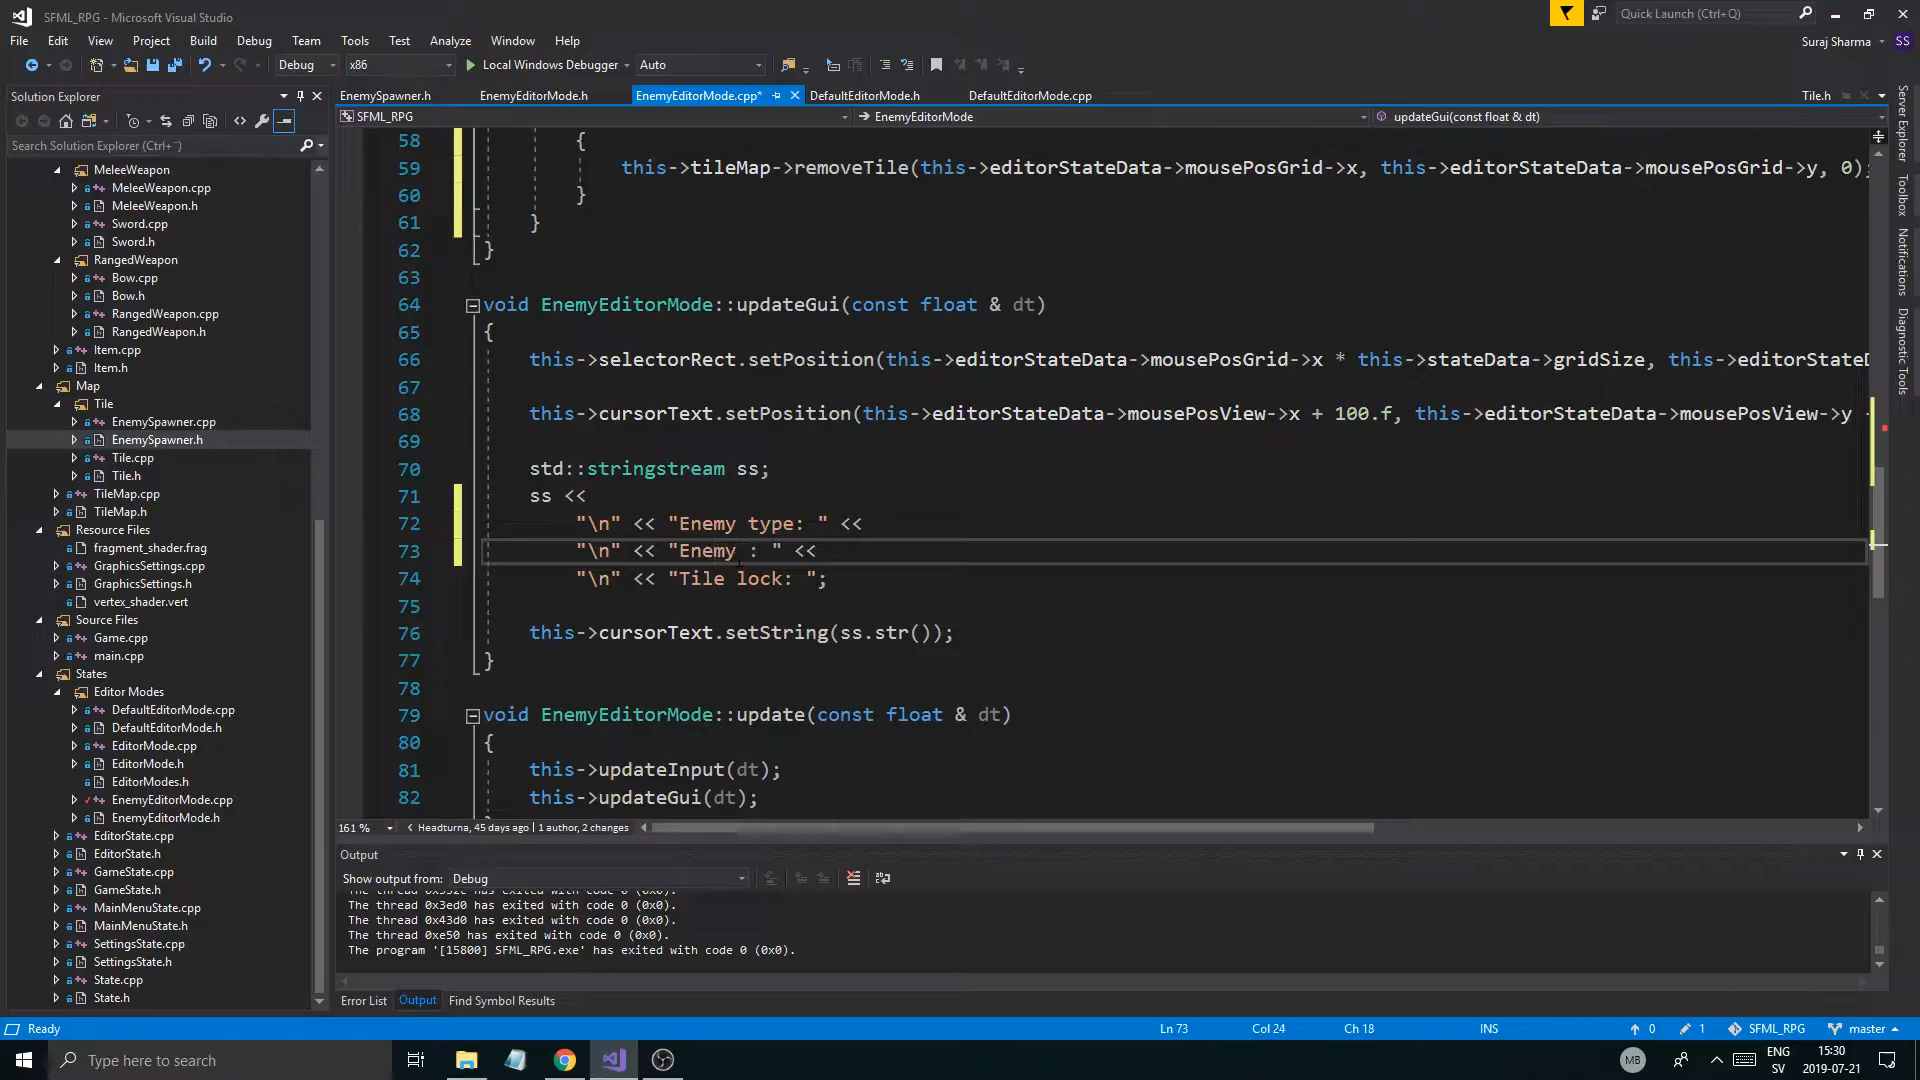 SFML_RPG - Microsoft Visual Studio
Quick Launch (Ctrl+Q)
File Edit View Project Build Debug Team Tools Test Analyze Window Help
Suraj Sharma SS
Debug x86 Local Windows Debugger Auto
Solution Explorer
EnemySpawner.h EnemyEditorMode.h EnemyEditorMode.cpp* DefaultEditorMode.h DefaultEditorMode.cpp Tile.h
SFML_RPG EnemyEditorMode updateGui(const float & dt)
Search Solution Explorer (Ctrl+¨)
MeleeWeapon
MeleeWeapon.cpp
MeleeWeapon.h
Sword.cpp
Sword.h
RangedWeapon
Bow.cpp
Bow.h
RangedWeapon.cpp
RangedWeapon.h
Item.cpp
Item.h
Map
Tile
EnemySpawner.cpp
EnemySpawner.h
Tile.cpp
Tile.h
TileMap.cpp
TileMap.h
Resource Files
fragment_shader.frag
GraphicsSettings.cpp
GraphicsSettings.h
vertex_shader.vert
Source Files
Game.cpp
main.cpp
States
Editor Modes
DefaultEditorMode.cpp
DefaultEditorMode.h
EditorMode.cpp
EditorMode.h
EditorModes.h
EnemyEditorMode.cpp
EnemyEditorMode.h
EditorState.cpp
EditorState.h
GameState.cpp
GameState.h
MainMenuState.cpp
MainMenuState.h
SettingsState.cpp
SettingsState.h
State.cpp
State.h
58 {
59 this->tileMap->removeTile(this->editorStateData->mousePosGrid->x, this->editorStateData->mousePosGrid->y, 0);
60 }
61 }
62 }
63
64 void EnemyEditorMode::updateGui(const float & dt)
65 {
66 this->selectorRect.setPosition(this->editorStateData->mousePosGrid->x * this->stateData->gridSize, this->editorStateD
67
68 this->cursorText.setPosition(this->editorStateData->mousePosView->x + 100.f, this->editorStateData->mousePosView->y
69
70 std::stringstream ss;
71 ss <<
72 "\n" << "Enemy type: " <<
73 "\n" << "Enemy : " <<
74 "\n" << "Tile lock: ";
75
76 this->cursorText.setString(ss.str());
77 }
78
79 void EnemyEditorMode::update(const float & dt)
80 {
81 this->updateInput(dt);
82 this->updateGui(dt);
161 % Headturna, 45 days ago | 1 author, 2 changes
Output
Show output from: Debug
The thread 0x3ed0 has exited with code 0 (0x0).
The thread 0x43d0 has exited with code 0 (0x0).
The thread 0xe50 has exited with code 0 (0x0).
The program '[15800] SFML_RPG.exe' has exited with code 0 (0x0).
Error List Output Find Symbol Results
Server Explorer
Toolbox
Notifications
Diagnostic Tools
Ready Ln 73 Col 24 Ch 18 INS 0 1 SFML_RPG master
Type here to search
MB
ENG
SV
15:30
2019-07-21